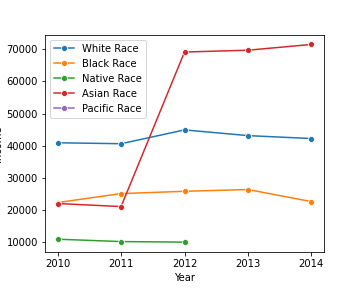 White Race
Black Race
Native Race
Asian Race
Pacific Race
70000
60000
50000
40000
30000
20000
10000
2010
2011
2012
2013
2014
Year